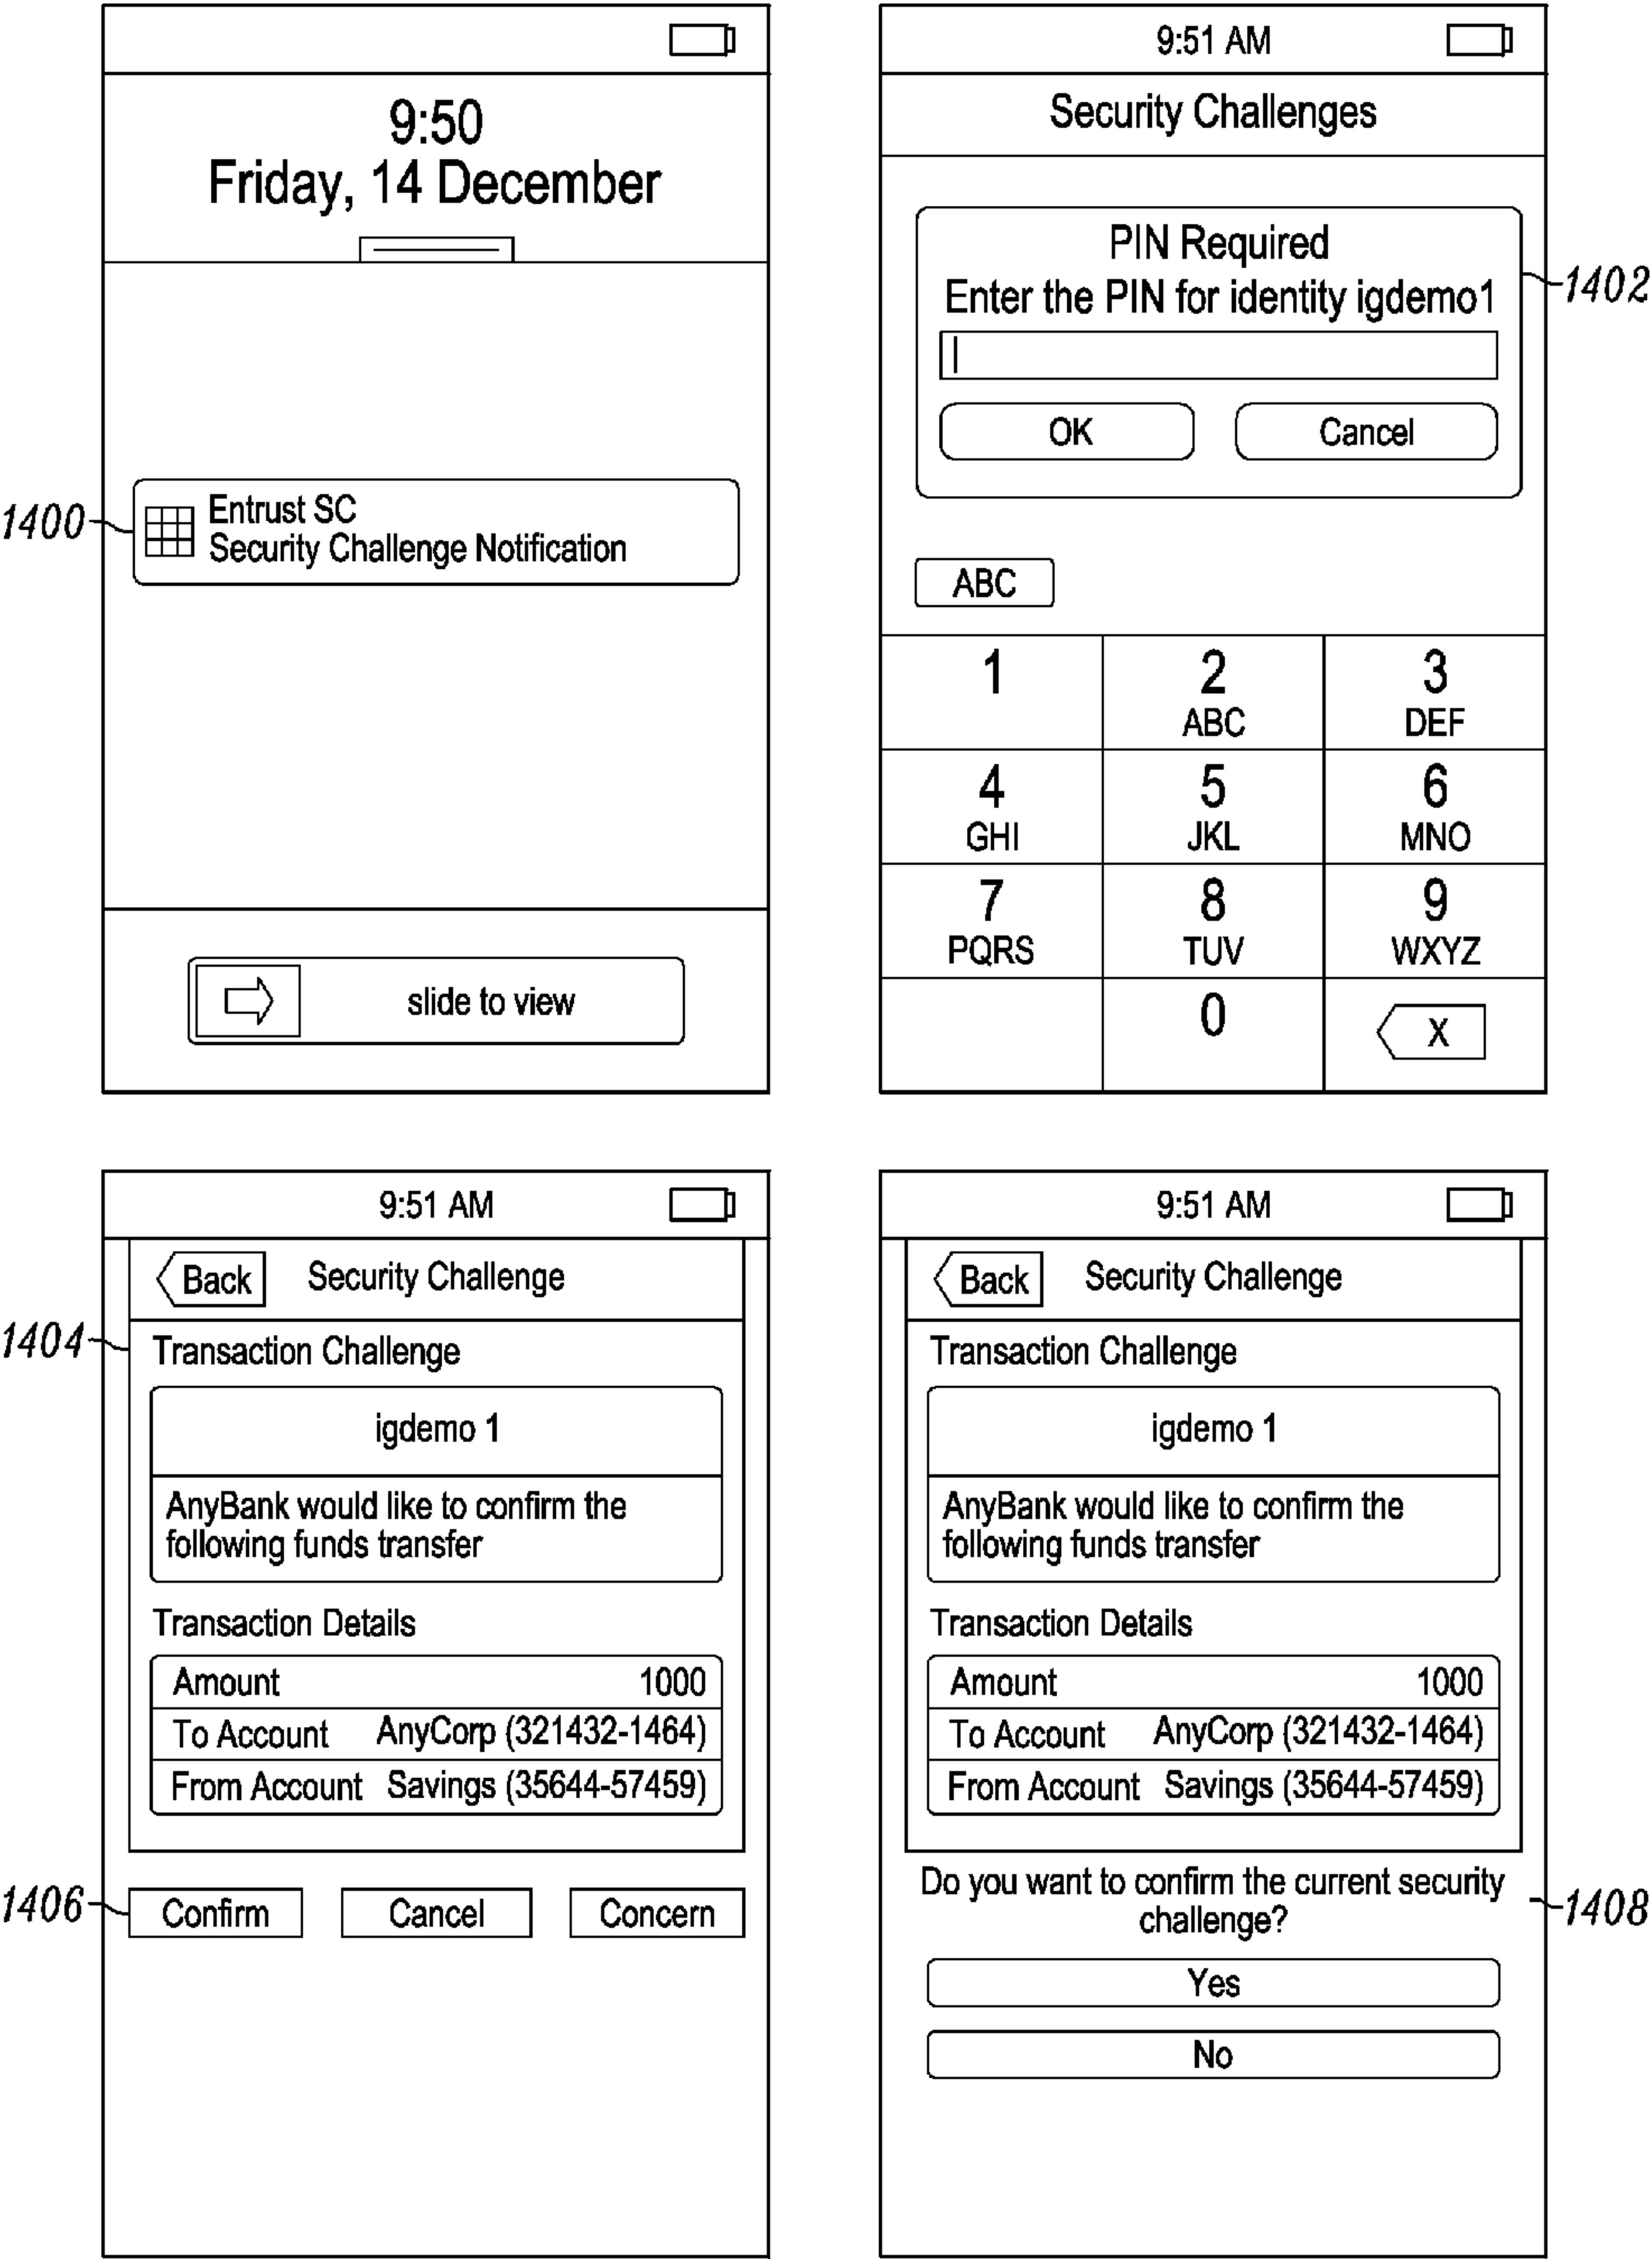 9:50
Friday, 14 December
1400
Entrust SC
Security Challenge Notification
slide to view
9:51 AM
Security Challenges
PIN Required
Enter the PIN for identity igdemo1
1402
OK
Cancel
ABC
1
2
3
ABC
DEF
4
5
6
GHI
JKL
MNO
7
8
9
PQRS
TUV
WXYZ
0
X
9:51 AM
Back
Security Challenge
1404
Transaction Challenge
igdemo 1
AnyBank would like to confirm the
following funds transfer
Transaction Details
Amount 1000
To Account AnyCorp (321432-1464)
From Account Savings (35644-57459)
1406
Confirm
Cancel
Concern
9:51 AM
Back
Security Challenge
Transaction Challenge
igdemo 1
AnyBank would like to confirm the
following funds transfer
Transaction Details
Amount 1000
To Account AnyCorp (321432-1464)
From Account Savings (35644-57459)
Do you want to confirm the current security
challenge?
1408
Yes
No